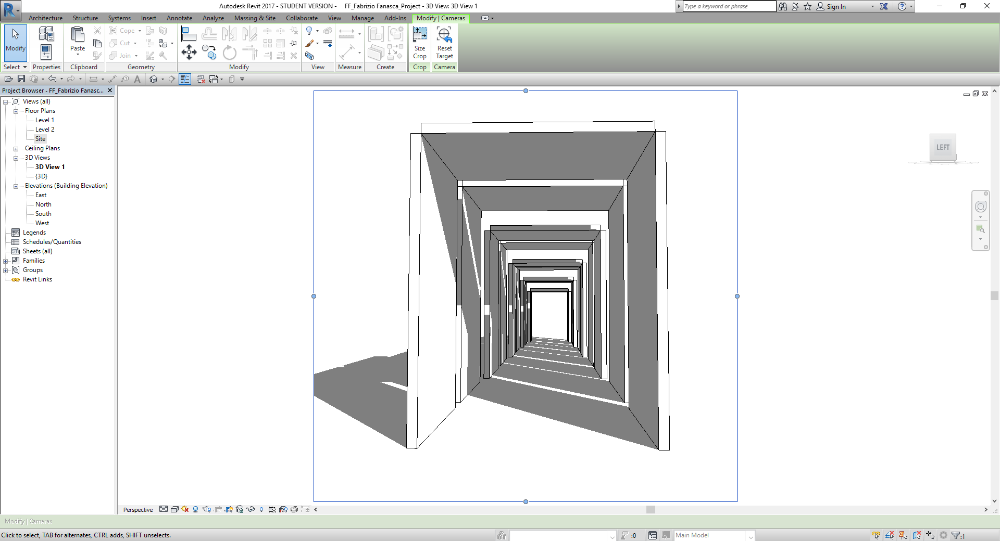 Autodesk Revit 2017 - STUDENT VERSION - FF_Fabrizio Fanasca_Project - 3D View: 3D View 1
Type a keyword or phrase
Sign In
Architecture Structure Systems Insert Annotate Analyze Massing & Site Collaborate View Manage Add-Ins Modify | Cameras
Modify
Paste
Cope
Cut
Join
Size Crop
Reset Target
Select Properties Clipboard Geometry Modify View Measure Create Crop Camera
Project Browser - FF_Fabrizio Fanasc...
Views (all)
Floor Plans
Level 1
Level 2
Site
Ceiling Plans
3D Views
3D View 1
{3D}
Elevations (Building Elevation)
East
North
South
West
Legends
Schedules/Quantities
Sheets (all)
Families
Groups
Revit Links
LEFT
Perspective
Modify | Cameras
Click to select, TAB for alternates, CTRL adds, SHIFT unselects.
:0
Main Model
:1